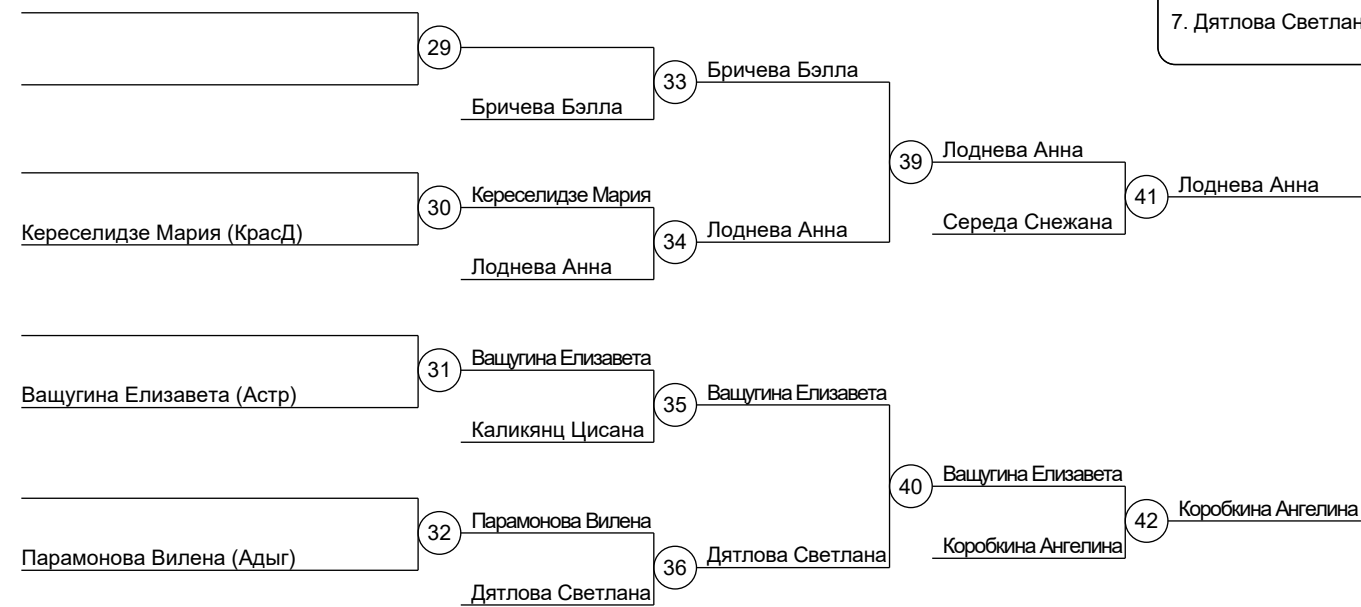 7. Дятлова Светлан
29
Бричева Бэлла
33
Бричева Бэлла
Кереселидзе Мария (КрасД)
30
Кереселидзе Мария
Лоднева Анна
34
Лоднева Анна
39
Лоднева Анна
Середа Снежана
41
Лоднева Анна
Ващугина Елизавета (Астр)
31
Ващугина Елизавета
Каликянц Цисана
35
Ващугина Елизавета
Парамонова Вилена (Адыг)
32
Парамонова Вилена
Дятлова Светлана
36
Дятлова Светлана
40
Ващугина Елизавета
Коробкина Ангелина
42
Коробкина Ангелина